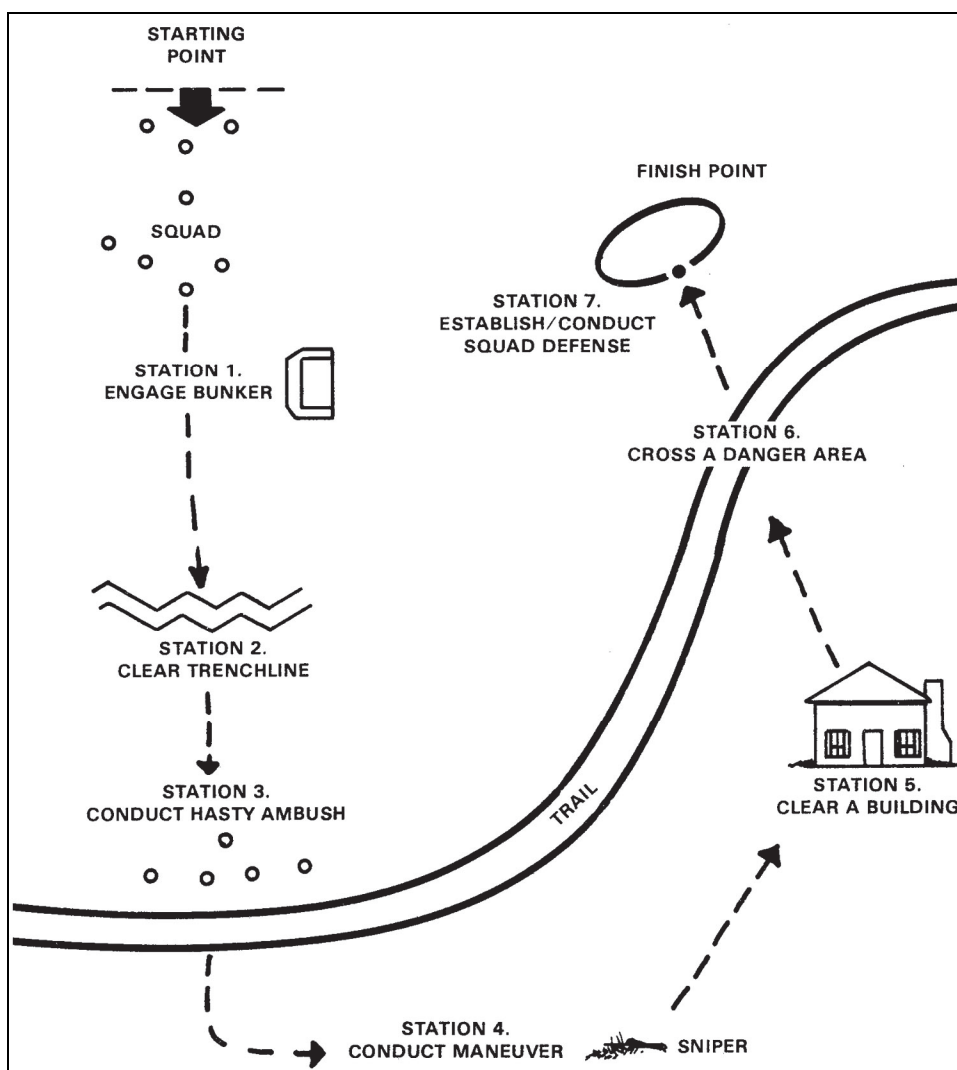 STARTING
POINT
SQUAD
STATION 1.
ENGAGE BUNKER
STATION 2.
CLEAR TRENCHLINE
STATION 3.
CONDUCT HASTY AMBUSH
TRAIL
STATION 4.
CONDUCT MANEUVER
SNIPER
STATION 5.
CLEAR A BUILDING
STATION 6.
CROSS A DANGER AREA
STATION 7.
ESTABLISH/CONDUCT
SQUAD DEFENSE
FINISH POINT